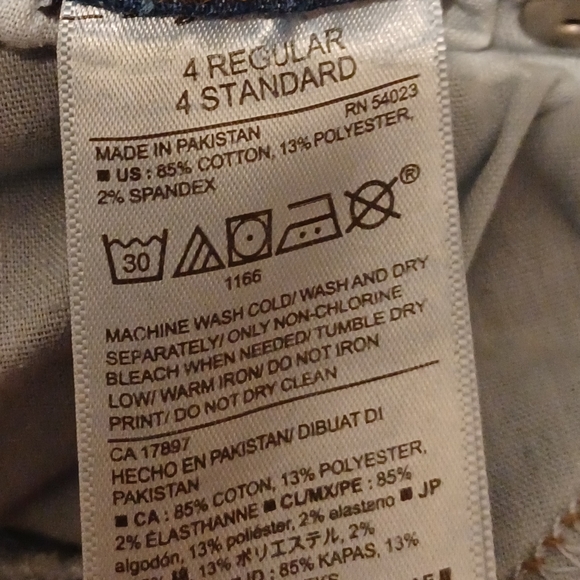 4 REGULAR
4 STANDARD
RN 54023
MADE IN PAKISTAN
■ US : 85% COTTON, 13% POLYESTER,
2% SPANDEX
30
®
1166
MACHINE WASH COLD/ WASH AND DRY
SEPARATELY/ ONLY NON-CHLORINE
BLEACH WHEN NEEDED/ TUMBLE DRY
LOW/ WARM IRON/ DO NOT IRON
PRINT/ DO NOT DRY CLEAN
CA 17897
HECHO EN PAKISTAN/ DIBUAT DI
PAKISTAN
■ CA : 85% COTON, 13% POLYESTER,
2% ÉLASTHANNE ■ CL/MX/PE : 85%
algodón, 13% poliéster, 2% elastano ■ JP
綿, 13% ポリエステル, 2%
ID : 85% KAPAS, 13%